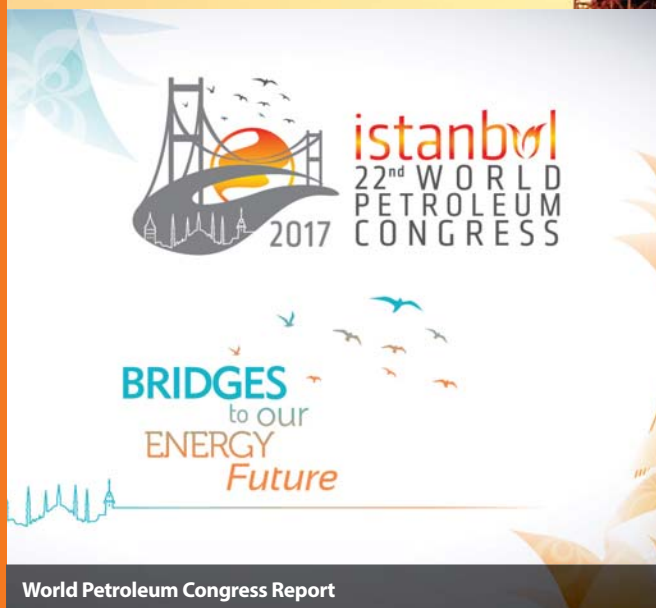 istanbul
22nd WORLD
PETROLEUM
2017 CONGRESS
BRIDGES
to our
ENERGY
Future
World Petroleum Congress Report